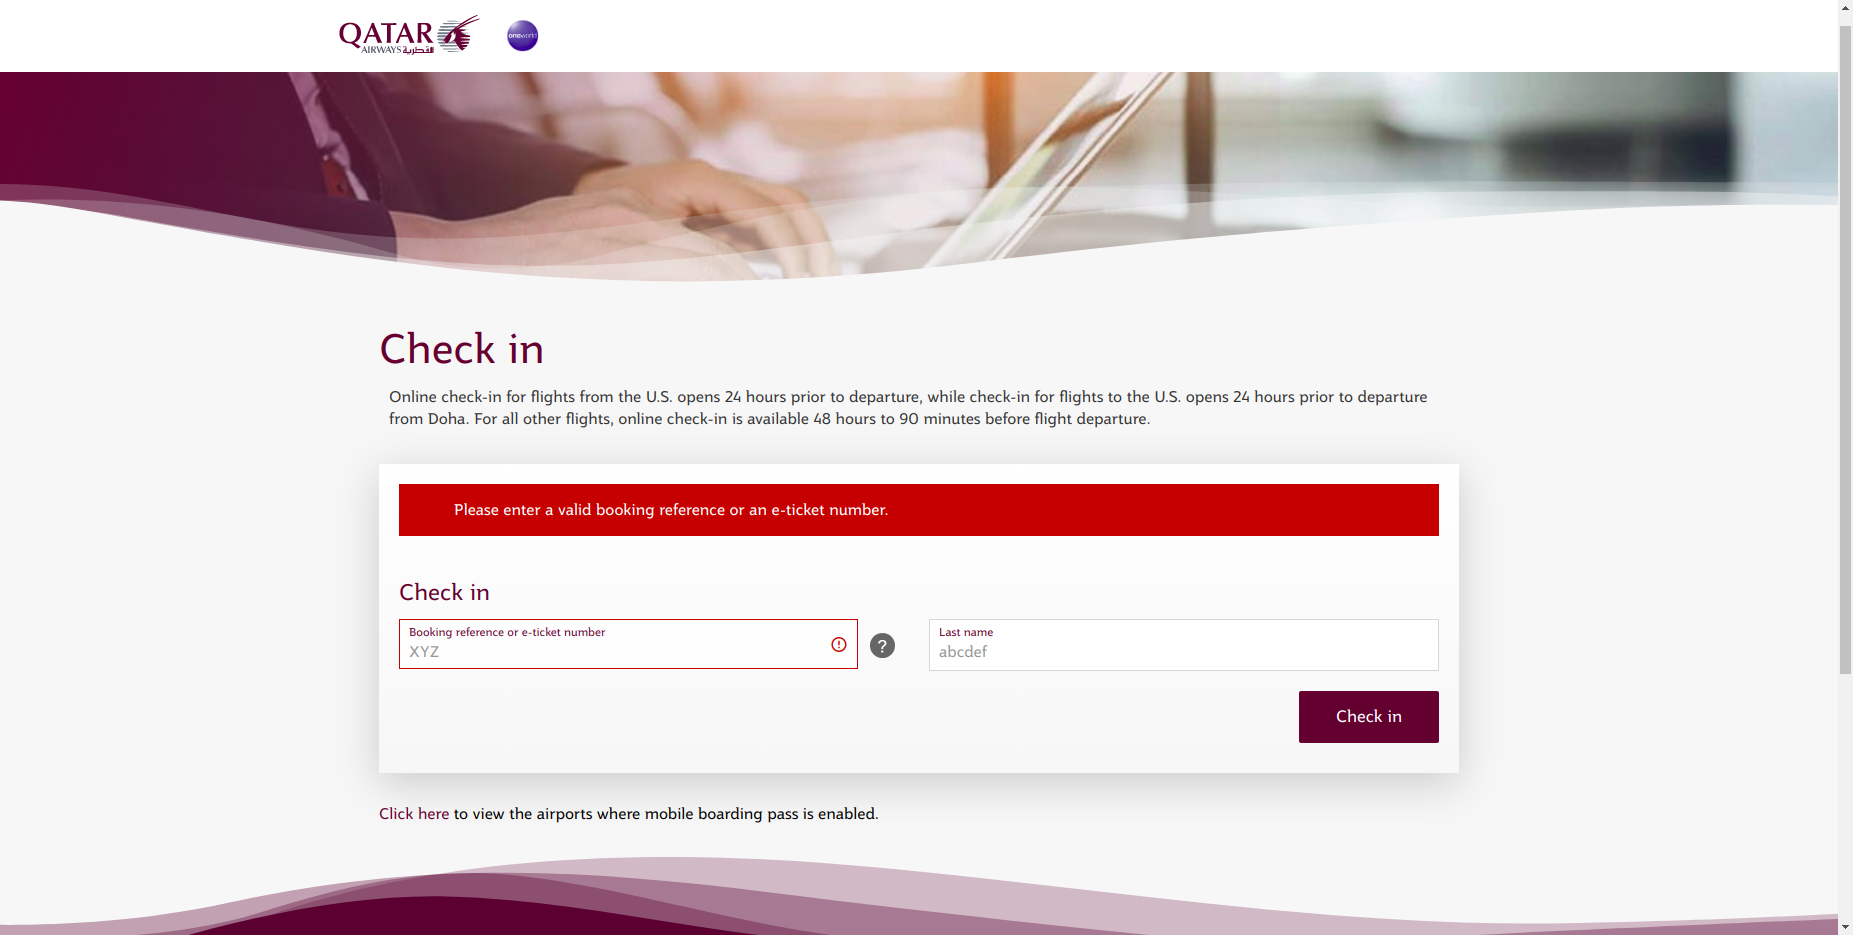 QATAR
AIRWAYS القطرية
oneworld
Check in
Online check-in for flights from the U.S. opens 24 hours prior to departure, while check-in for flights to the U.S. opens 24 hours prior to departure
from Doha. For all other flights, online check-in is available 48 hours to 90 minutes before flight departure.
Please enter a valid booking reference or an e-ticket number.
Check in
Booking reference or e-ticket number
XYZ
?
Last name
abcdef
Check in
Click here to view the airports where mobile boarding pass is enabled.